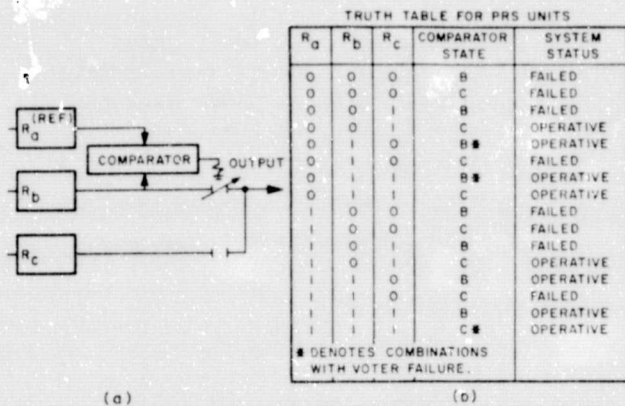 TRUTH TABLE FOR PRS UNITS
Ra Rb Rc COMPARATOR STATE SYSTEM STATUS
0 0 0 B FAILED
0 0 0 C FAILED
0 0 1 B FAILED
0 0 1 C OPERATIVE
0 1 0 B* OPERATIVE
0 1 0 C FAILED
0 1 1 B* OPERATIVE
0 1 1 C OPERATIVE
1 0 0 B FAILED
1 0 0 C FAILED
1 0 1 B FAILED
1 0 1 C OPERATIVE
1 1 0 B OPERATIVE
1 1 0 C FAILED
1 1 1 B OPERATIVE
1 1 1 C* OPERATIVE
* DENOTES COMBINATIONS
WITH VOTER FAILURE.
(REF)
Ra
COMPARATOR
OUTPUT
Rb
Rc
(a)
(b)